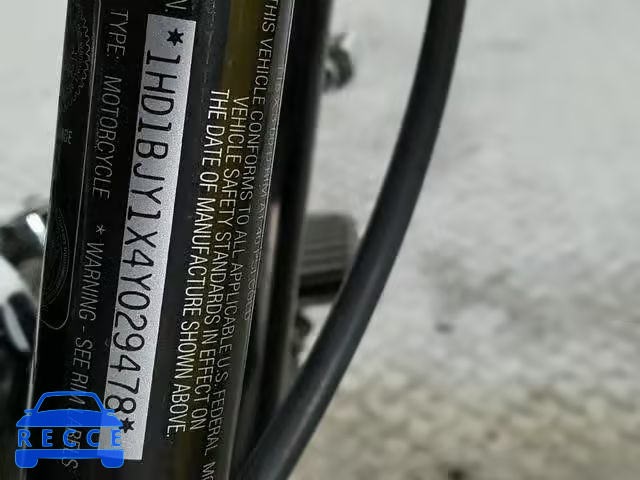 THIS VEHICLE CONFORMS TO ALL APPLICABLE U.S. FEDERAL
VEHICLE SAFETY STANDARDS IN EFFECT ON
THE DATE OF MANUFACTURE SHOWN ABOVE.
*1HD1BJY1X4Y029478*
TYPE: MOTORCYCLE * WARNING - SEE
RECCE